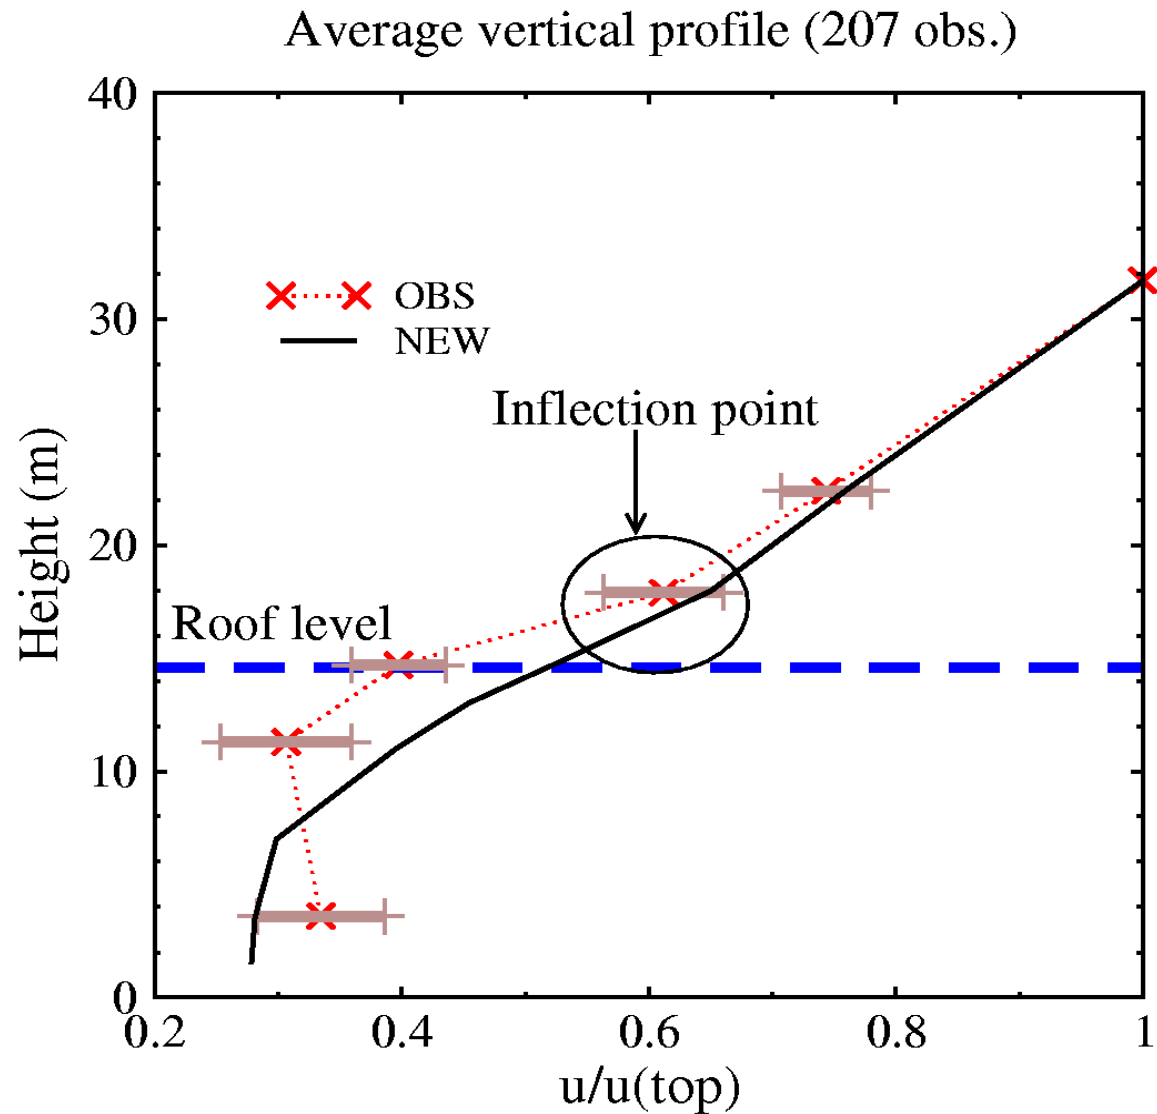 Average vertical profile (207 obs.)
40
OBS
NEW
30
Inflection point
Height (m)
20
Roof level
10
0
0.2
0.4
0.6
0.8
1
u/u(top)